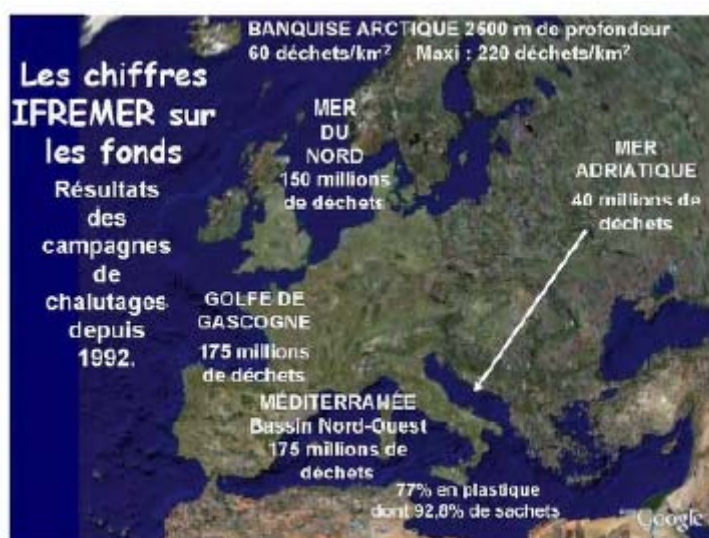 BANQUISE ARCTIQUE 2500 m de profondeur
60 déchets/km² Maxi : 220 déchets/km²
Les chiffres
IFREMER sur
les fonds
Résultats
des
campagnes
de
chalutages
depuis
1992.
MER
DU
NORD
150 millions
de déchets
MER
ADRIATIQUE
40 millions de
déchets
GOLFE DE
GASCOGNE
175 millions
de déchets
MÉDITERRANÉE
Bassin Nord-Ouest
175 millions de
déchets
77% en plastique
dont 92,8% de sachets
Google